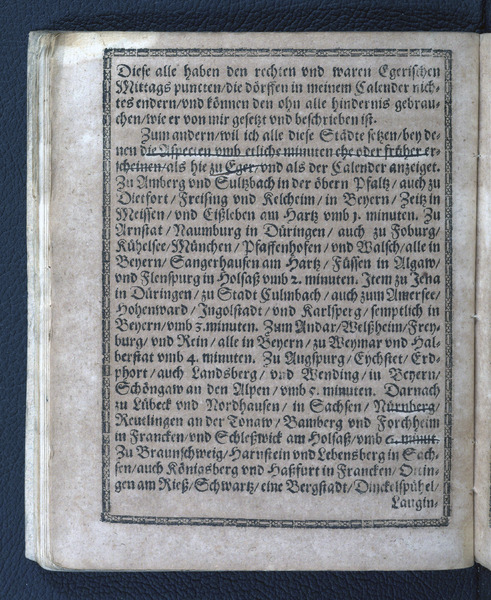 Diese alle haben den rechten vnd waren Egerischen
Mittags puncten/die dörffen in meinem Calender nich-
tes endern/vnd können den ohn alle hindernis gebrau-
chen/wie er von mir gesetzt vnd beschrieben ist.
Zum andern/wil ich alle diese Städte setzen/bey de-
nen die Aspecten vmb etliche minuten ehe oder früher er-
scheinen/als hie zu Eger/vnd als der Calender anzeiget.
Zu Amberg vnd Sultzbach in der öbern Pfaltz/auch zu
Dietfort/Freising vnd Kelheim/in Beyern/Zeitz in
Meissen/vnd Eißleben am Hartz vmb 1. minuten. Zu
Arnstat/Naumburg in Düringen/auch zu Foburg/
Kühelsee/München/Pfaffenhofen/vnd Walsch/alle in
Beyern/Sangerhausen am Hartz/Füssen in Algaw/
vnd Flenspurg in Holsaß vmb 2. minuten. Item zu Jena
in Düringen/zu Stadt Culmbach/auch zum Amersee/
Hohenward/Ingolstadt/vnd Karlsperg/semptlich in
Beyern/vmb 3.minuten. Zum Andar/Welßheim/Frey-
burg/vnd Rein/alle in Beyern/zu Weymar vnd Hal-
berstat vmb 4. minuten. Zu Augspurg/Eychstet/Erd-
phort/auch Landsberg/vnd Wending/in Beyern/
Schöngaw an den Alpen/vmb 5. minuten. Darnach
zu Lübeck vnd Nordhausen/in Sachsen/Nürnberg/
Reutlingen an der Tonaw/Bamberg vnd Forchheim
in Francken/vnd Schleßwick am Holsaß/vmb 6. minut.
Zu Braunschweig/Harnstein vnd Lebensberg in Sach-
sen/auch Königsberg vnd Haßfurt in Francken/Otin-
gen am Rieß/Schwartz/eine Bergstadt/Dinckelspühel/
Laugin-